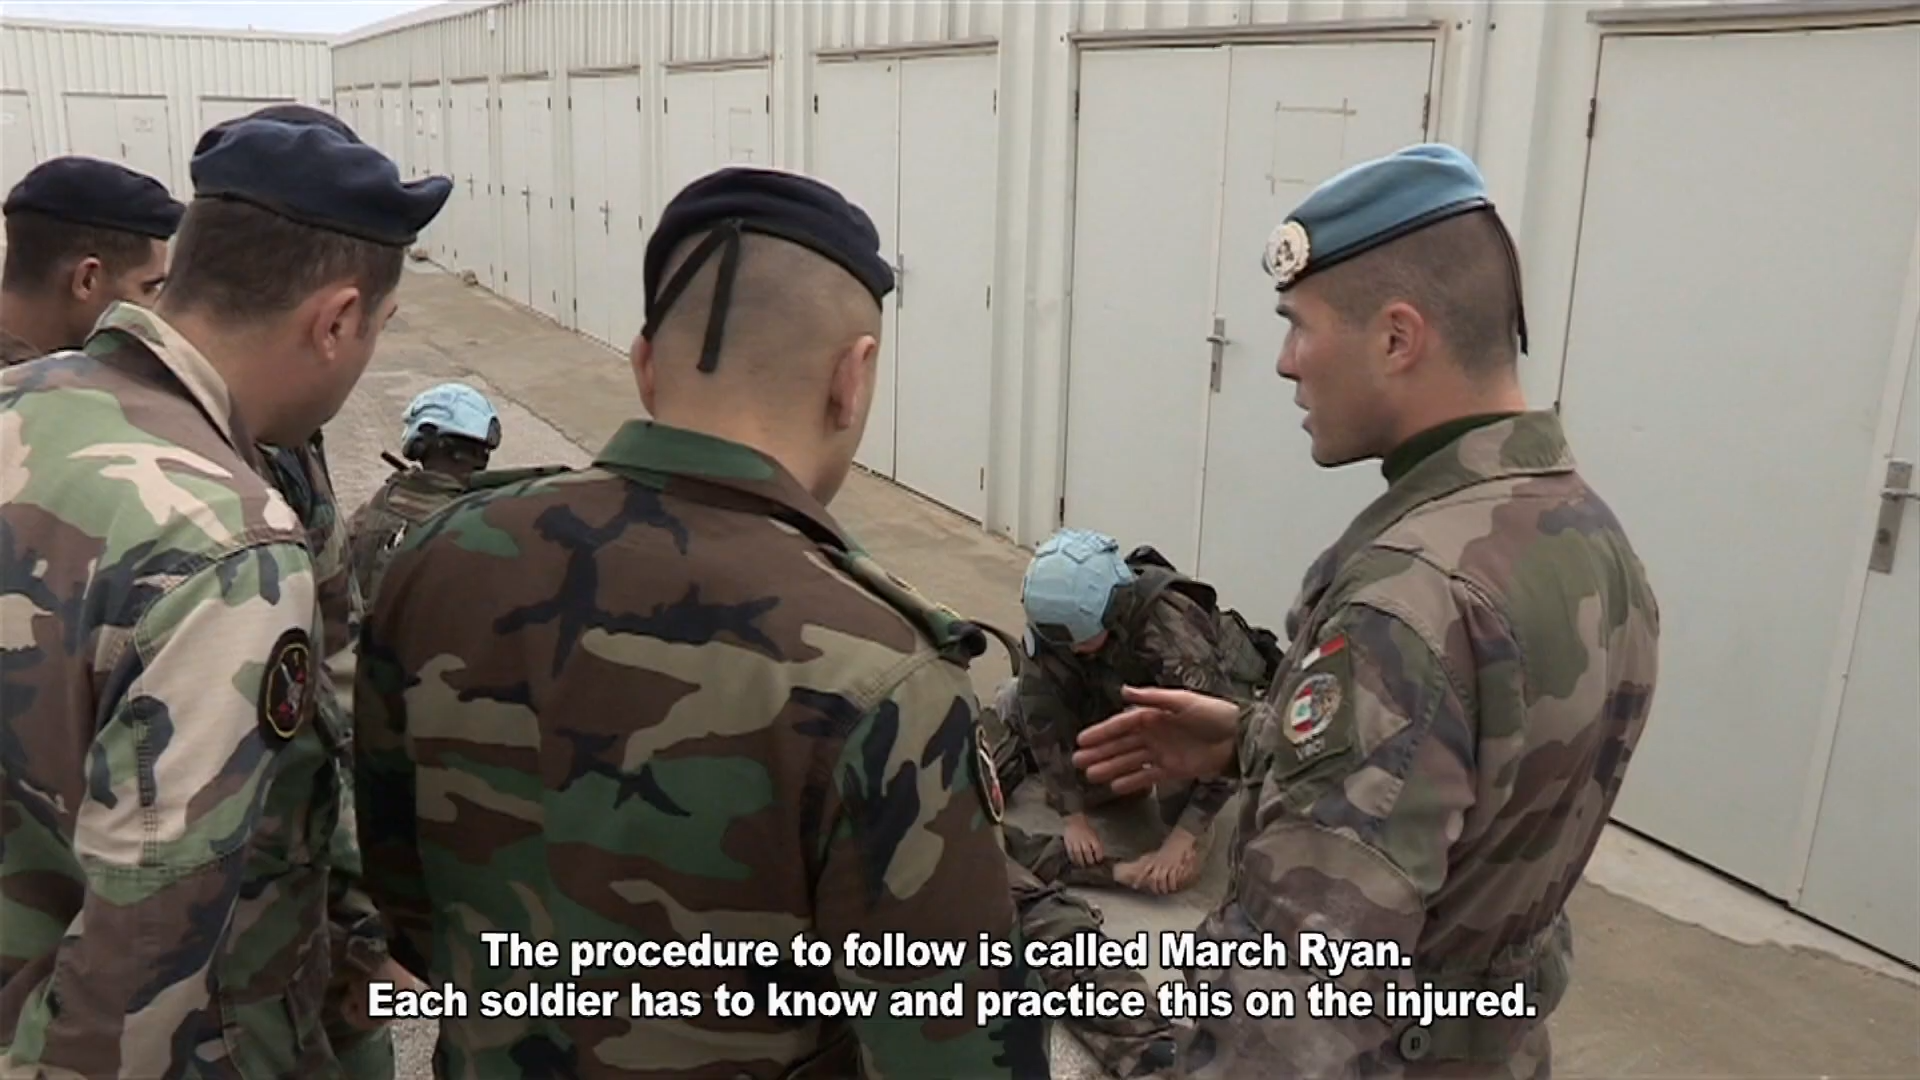 The procedure to follow is called March Ryan.
Each soldier has to know and practice this on the injured.